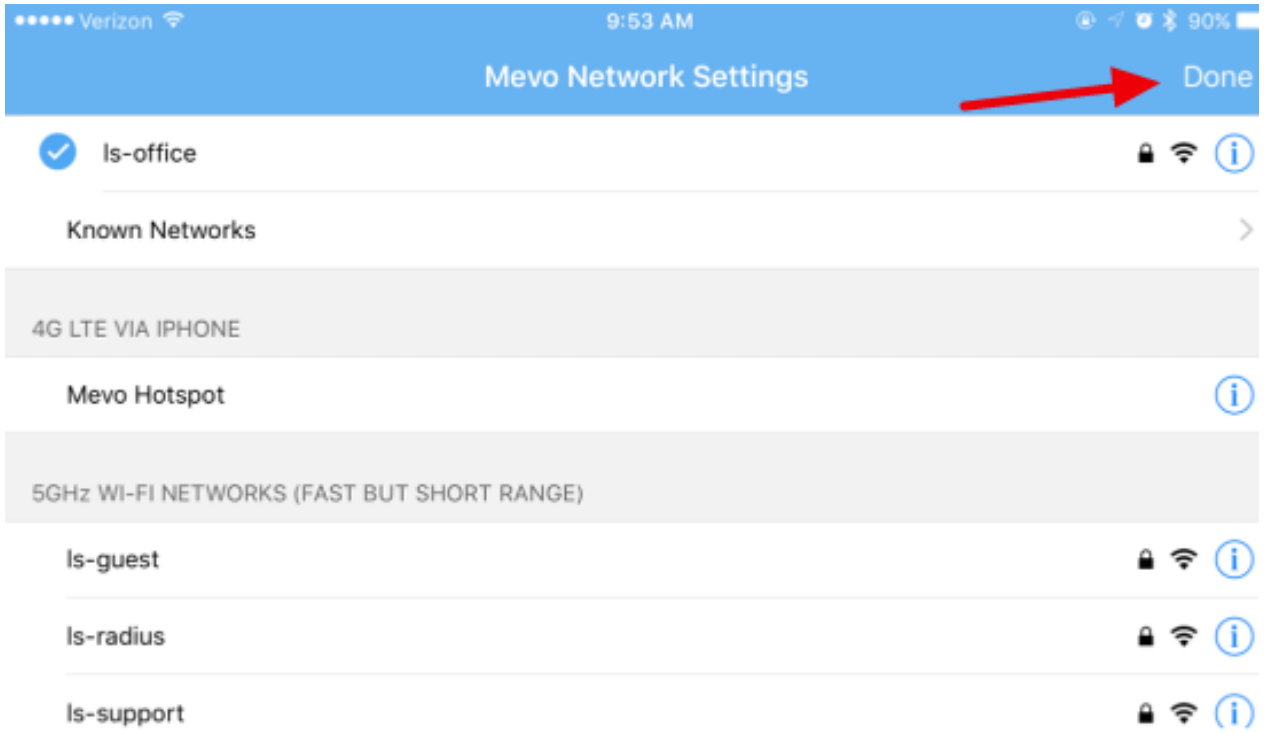 Verizon 9:53 AM 90%
Mevo Network Settings Done
ls-office
Known Networks
4G LTE VIA IPHONE
Mevo Hotspot
5GHz WI-FI NETWORKS (FAST BUT SHORT RANGE)
ls-guest
ls-radius
ls-support